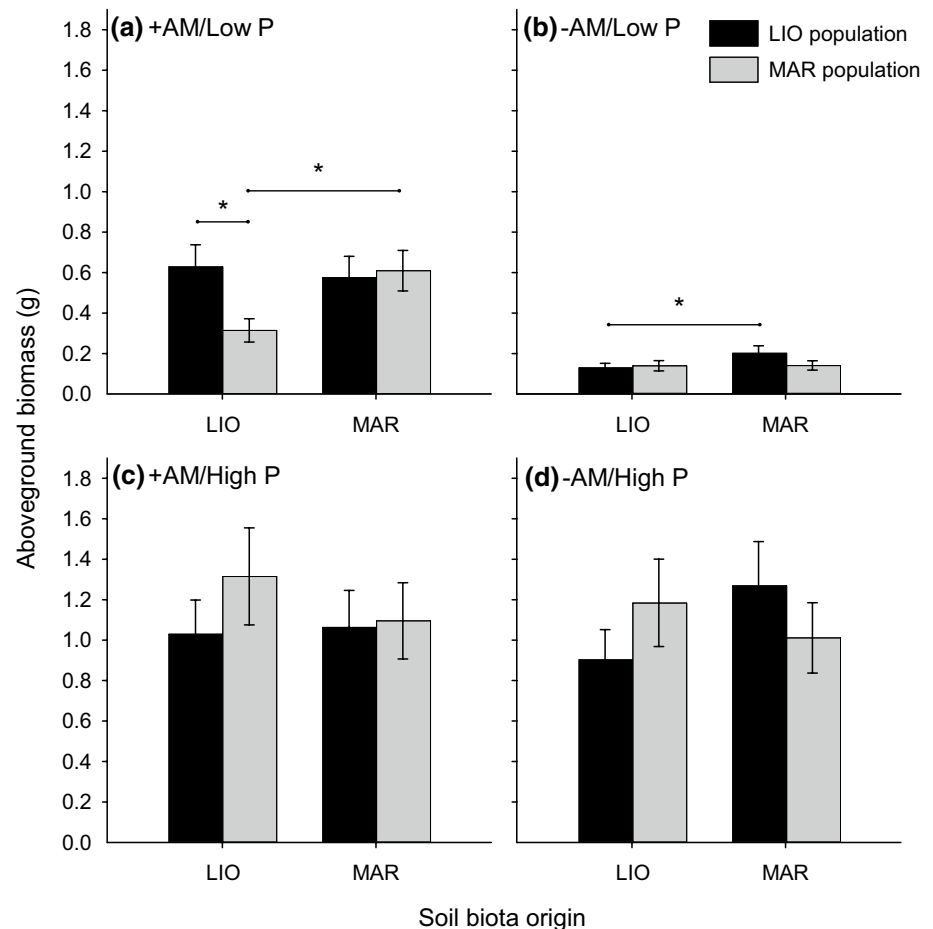 (a) +AM/Low P
(b) -AM/Low P
LIO population
MAR population
1.8
1.6
1.4
1.2
1.0
0.8
0.6
0.4
0.2
0.0
*
*
*
LIO
MAR
LIO
MAR
(c) +AM/High P
(d) -AM/High P
1.8
1.6
1.4
1.2
1.0
0.8
0.6
0.4
0.2
0.0
LIO
MAR
LIO
MAR
Aboveground biomass (g)
Soil biota origin